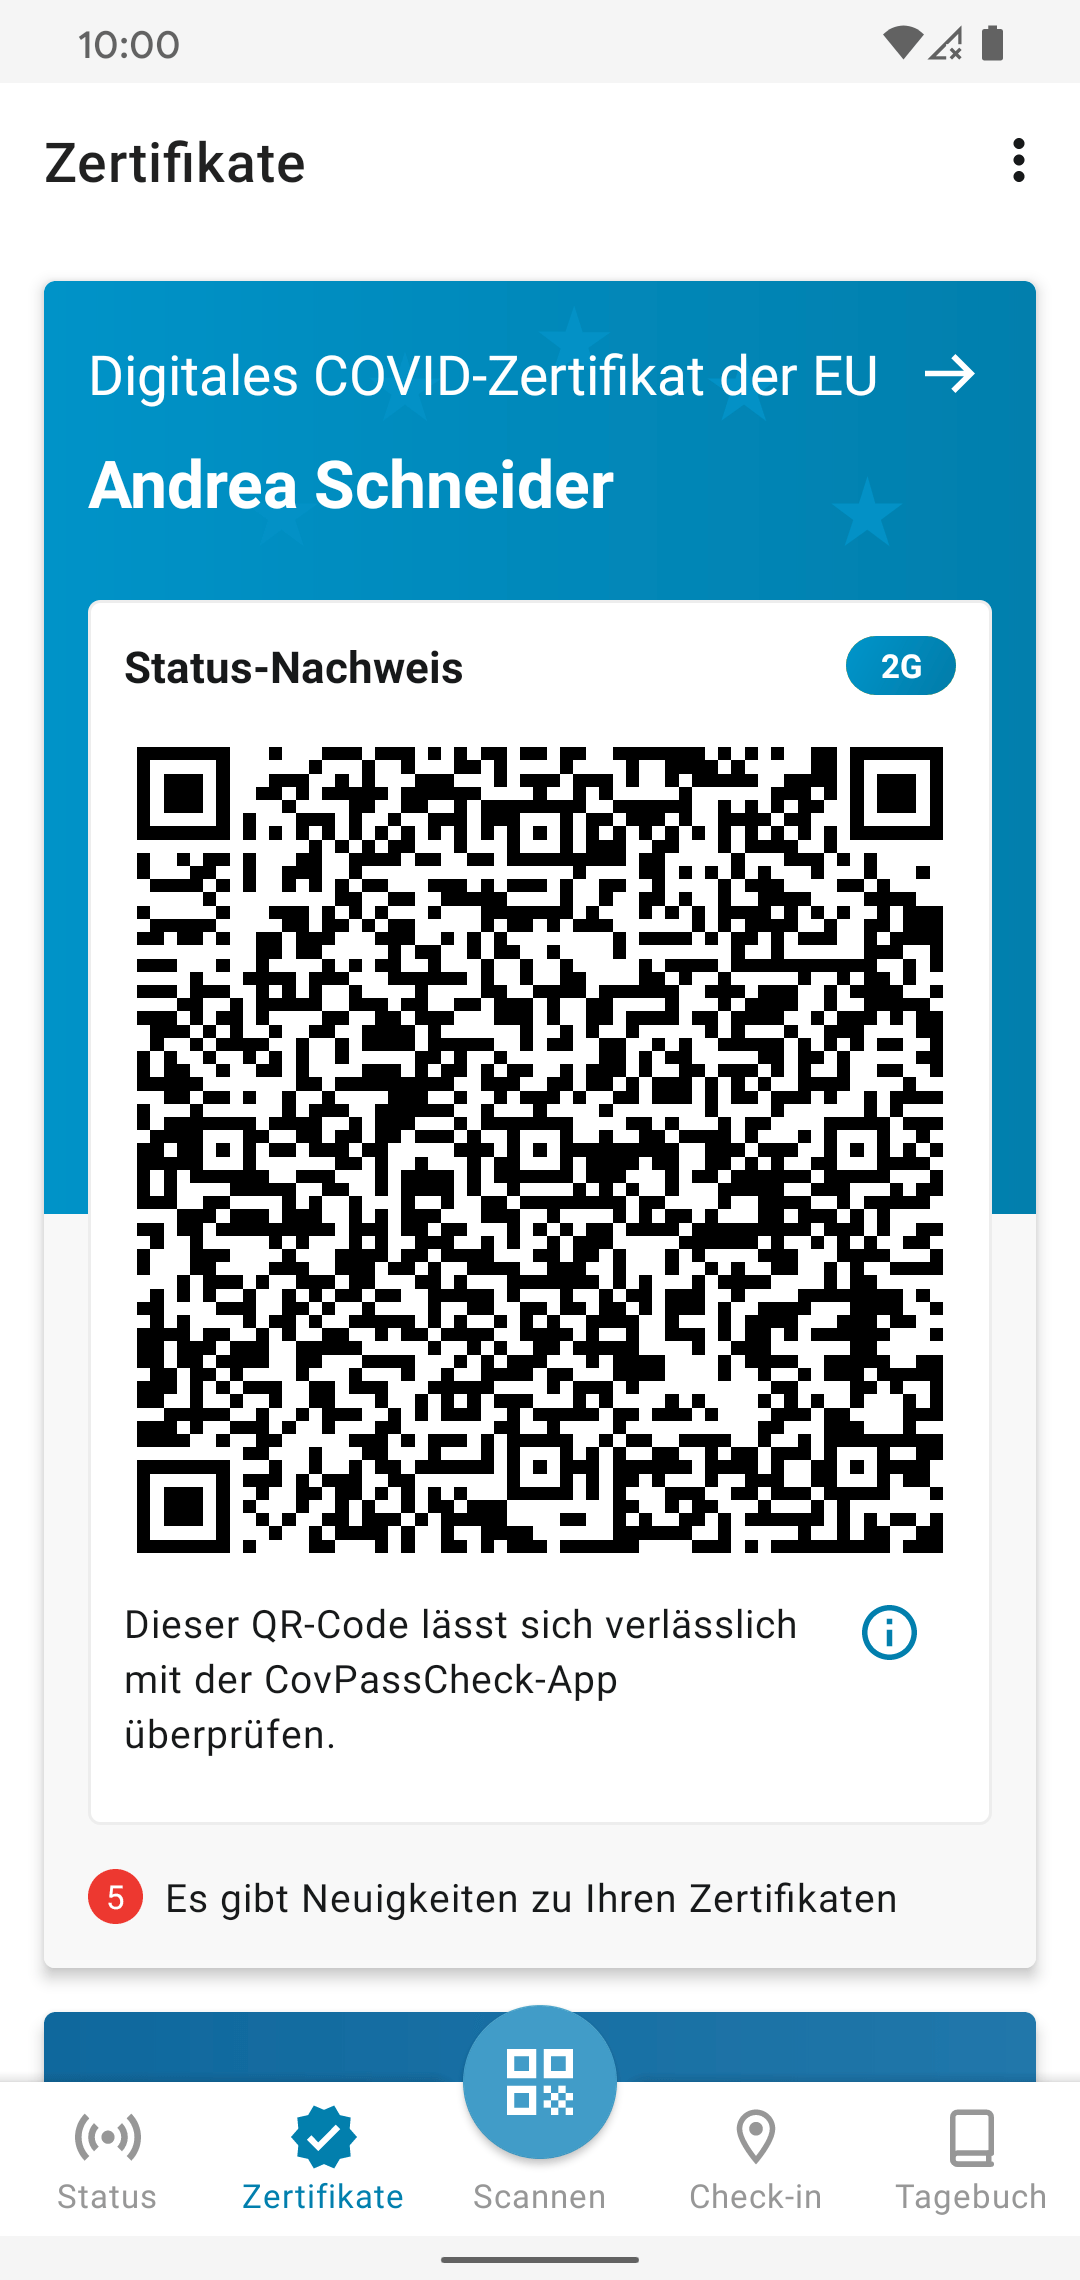 10:00
Zertifikate
Digitales COVID-Zertifikat der EU
Andrea Schneider
Status-Nachweis
2G
Dieser QR-Code lässt sich verlässlich
mit der CovPassCheck-App
überprüfen.
5 Es gibt Neuigkeiten zu Ihren Zertifikaten
Status Zertifikate Scannen Check-in Tagebuch